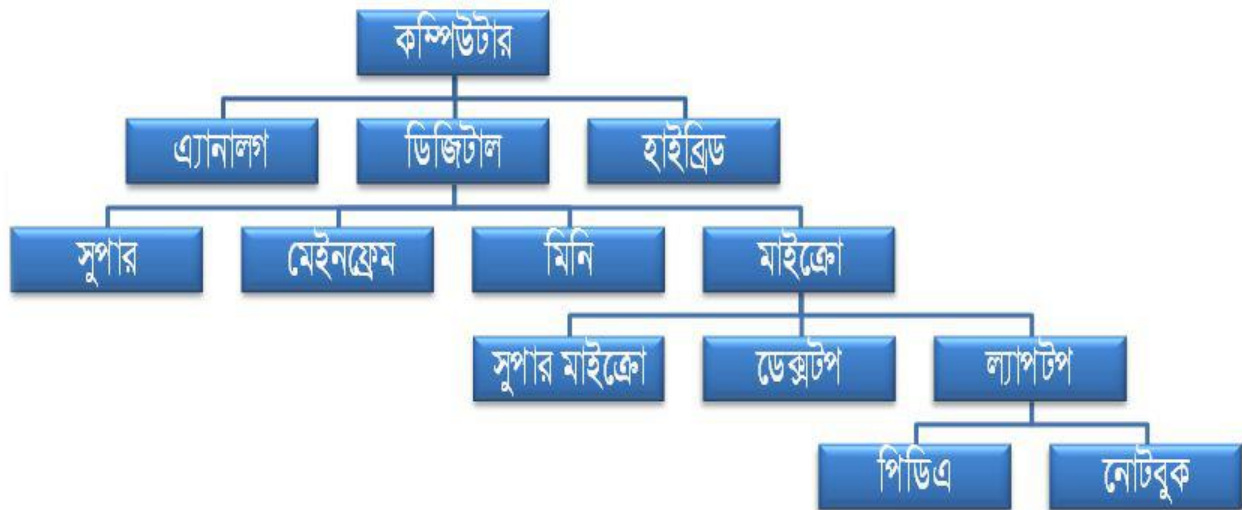 কম্পিউটার
এ্যানালগ ডিজিটাল হাইব্রিড
সুপার মেইনফ্রেম মিনি মাইক্রো
সুপার মাইক্রো ডেক্সটপ ল্যাপটপ
পিডিএ নোটবুক